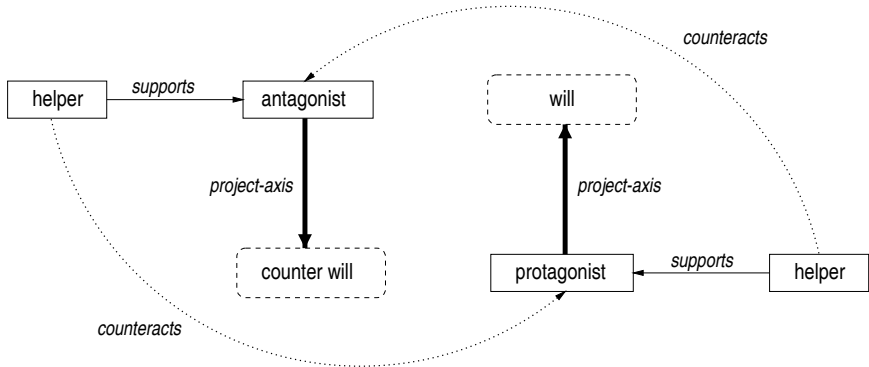 counteracts
helper
supports
antagonist
will
project-axis
project-axis
counter will
protagonist
supports
helper
counteracts